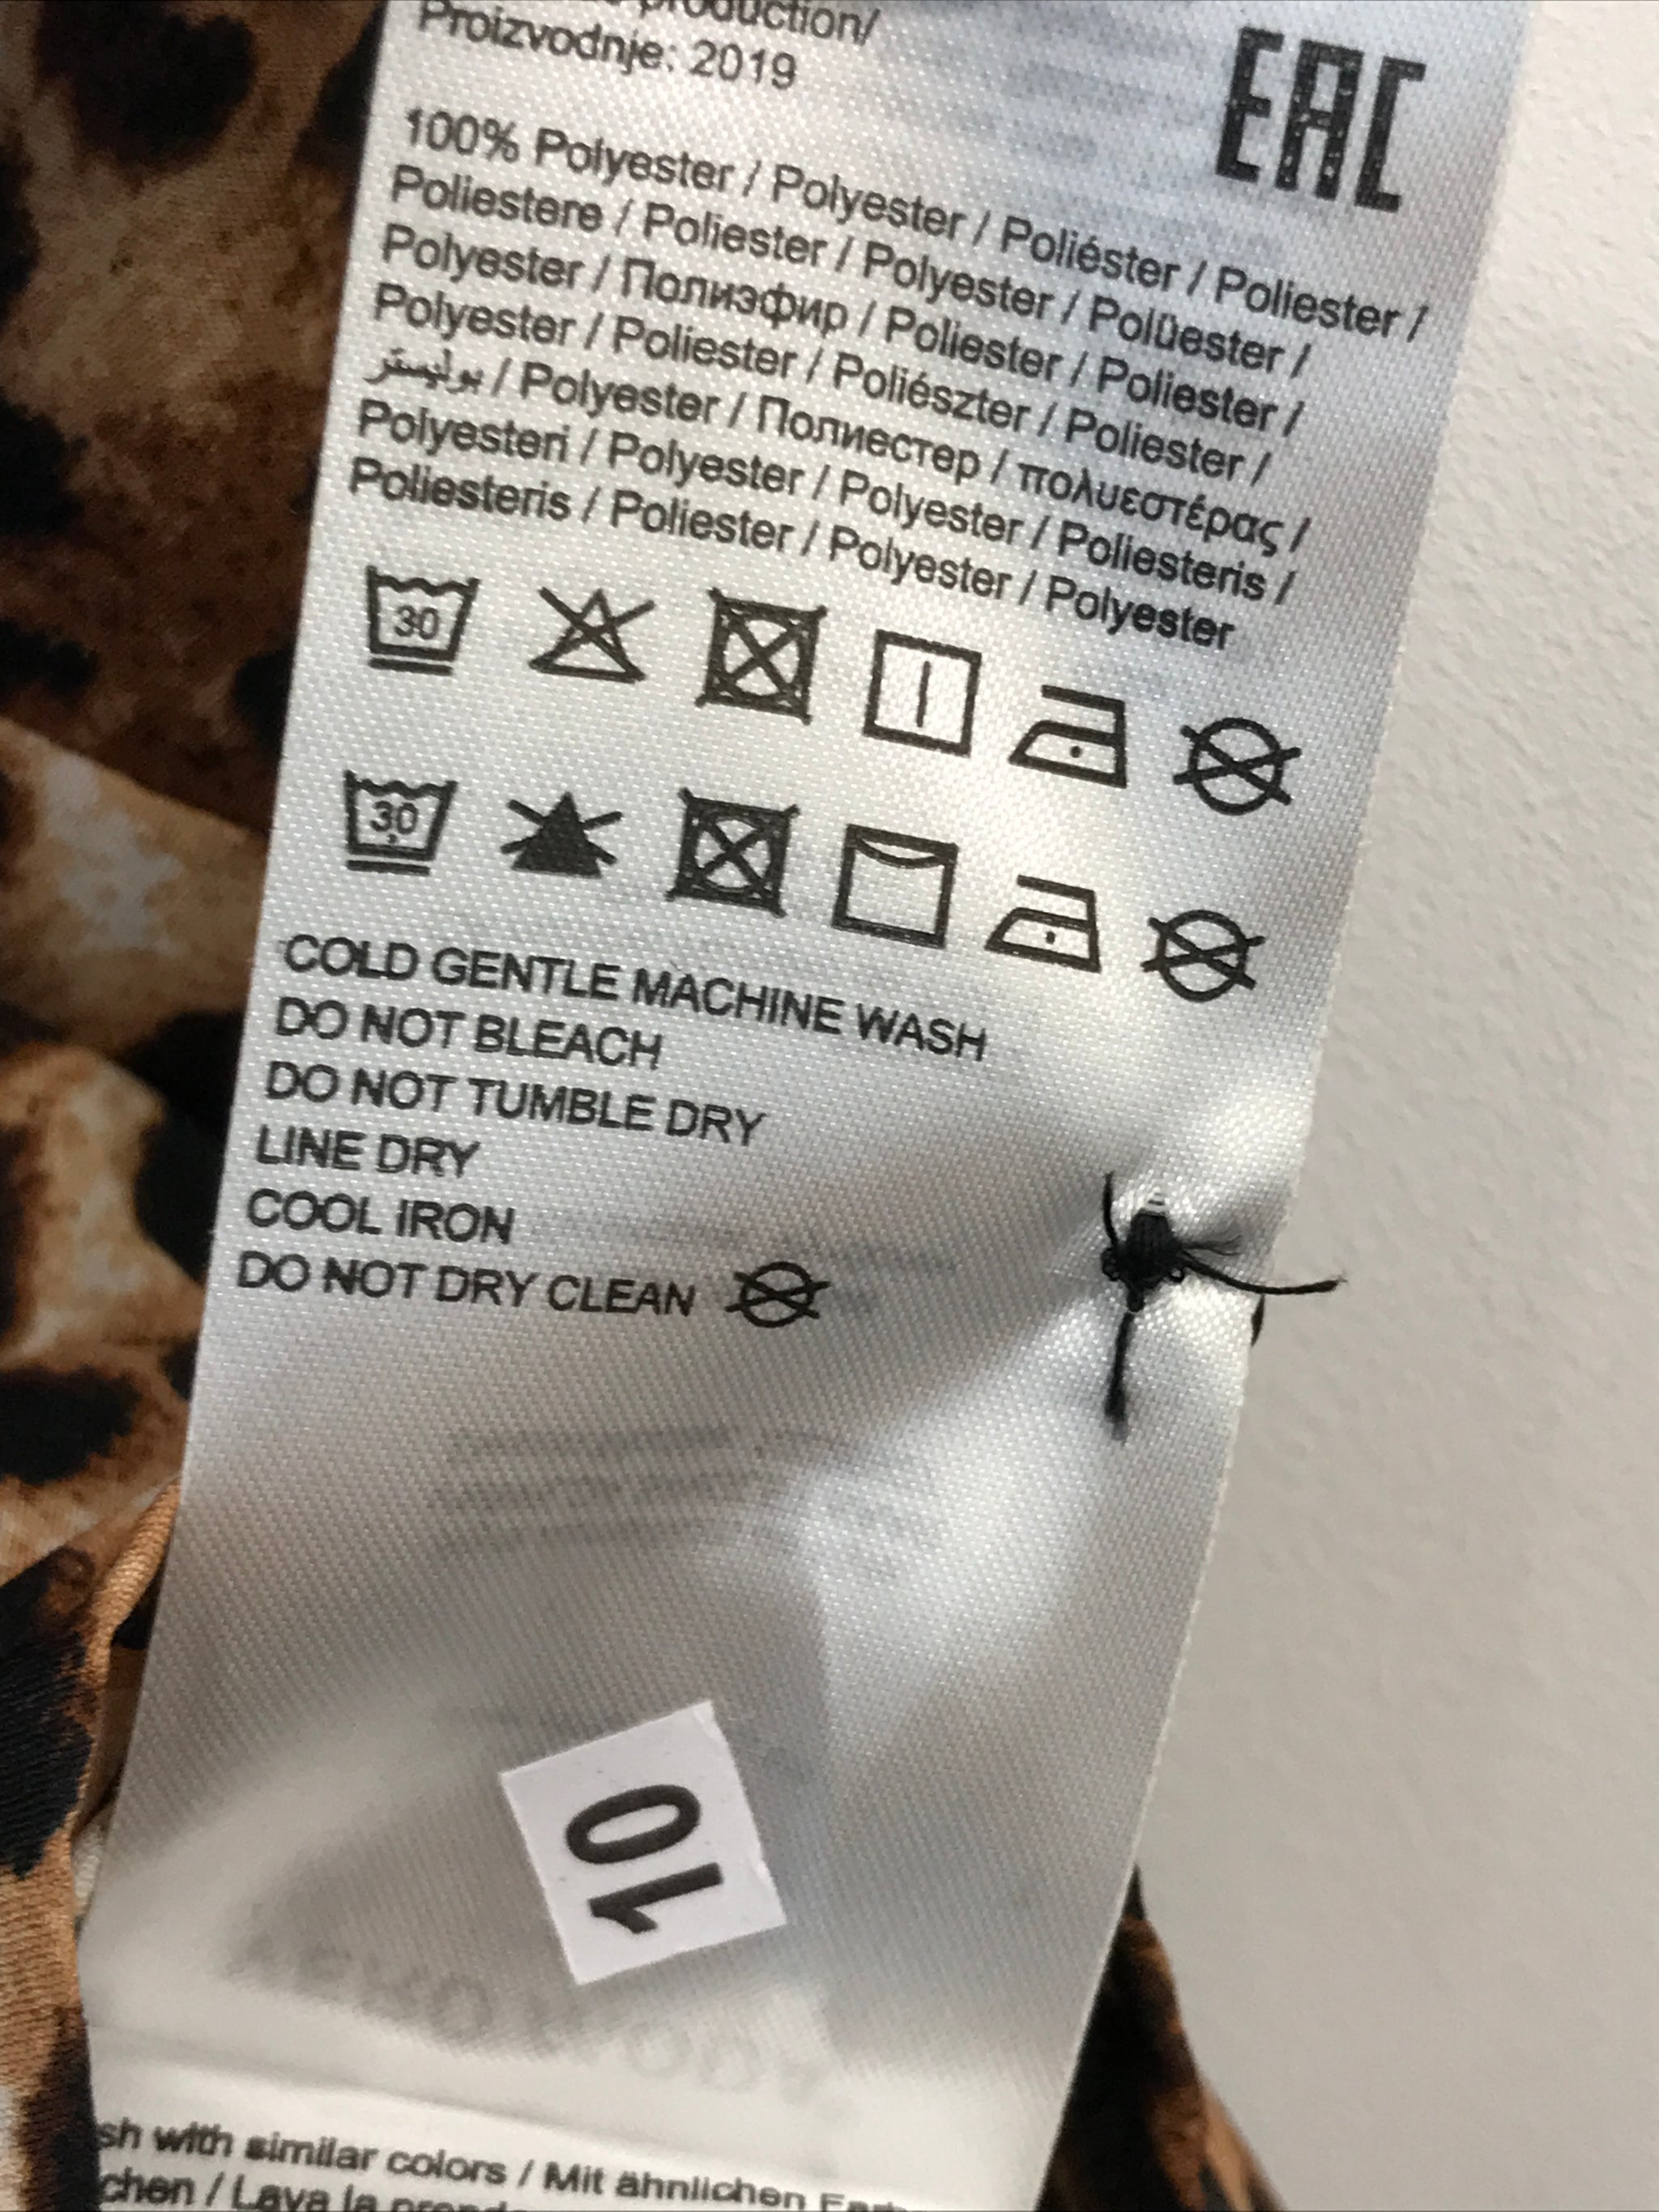 production/
Proizvodnje: 2019
EAC
100% Polyester / Polyester / Poliéster / Poliester /
Poliestere / Poliester / Polyester / Polüester /
Polyester / Полиэфир / Poliester / Poliester /
Polyester / Poliester / Poliészter / Poliester /
بوليستر / Polyester / Полиестер / πολυεστέρας /
Polyesteri / Polyester / Polyester / Poliesteris /
Poliesteris / Poliester / Polyester / Polyester
30
30
COLD GENTLE MACHINE WASH
DO NOT BLEACH
DO NOT TUMBLE DRY
LINE DRY
COOL IRON
DO NOT DRY CLEAN
10
sh with similar colors / Mit ähnlichen
chen / Lava la